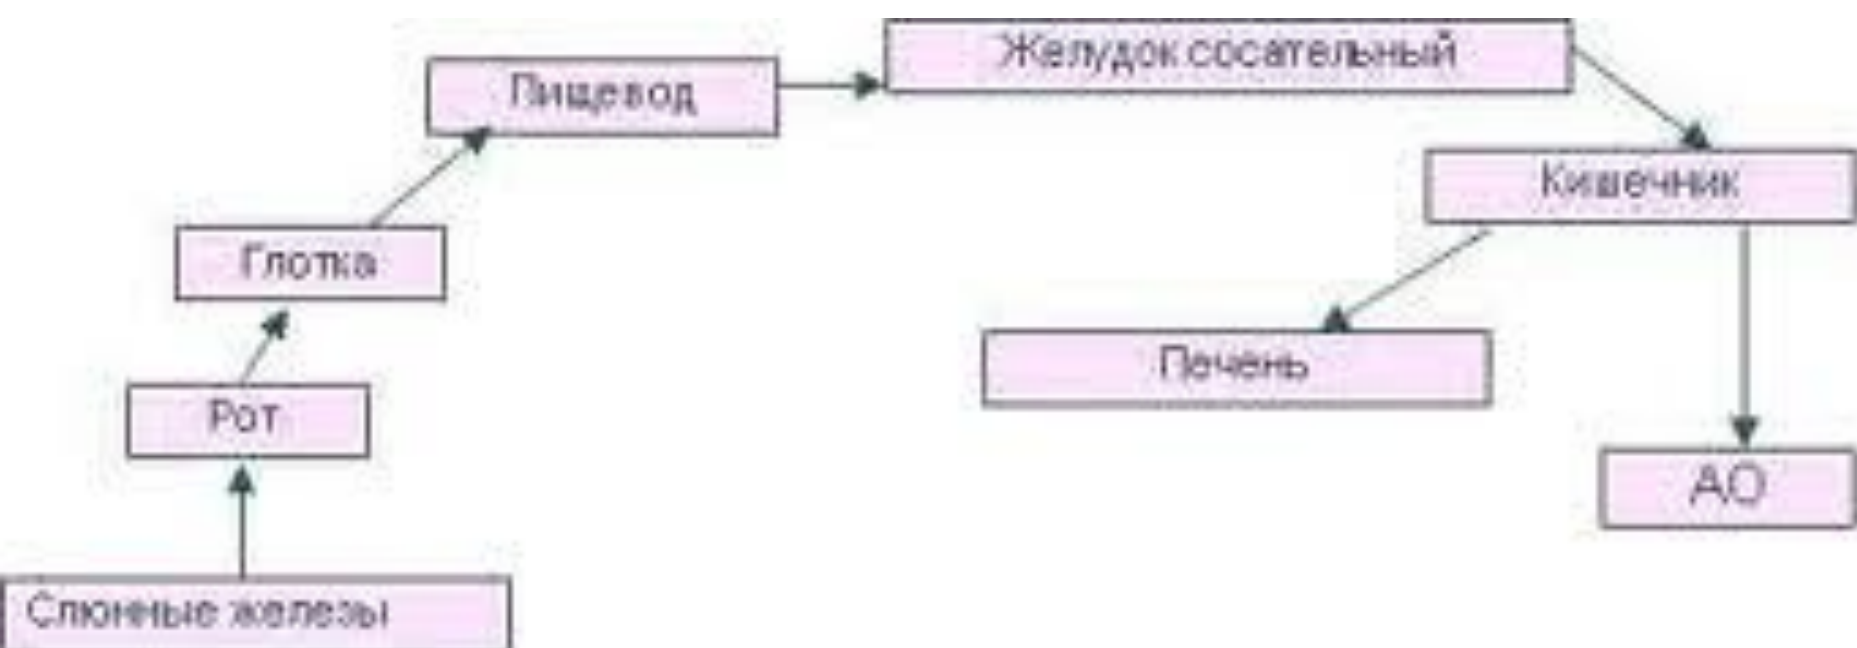 Желудок сосательный
Пищевод
Кишечник
Глотка
Печень
Рот
АО
Слюнные железы